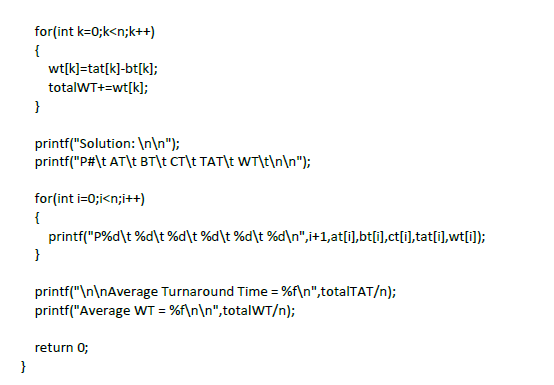 for(int k=0;k<n;k++)
{
wt[k]=tat[k]-bt[k];
totalWT+=wt[k];
}
printf("Solution: \n\n");
printf("P#\t AT\t BT\t CT\t TAT\t WT\t\n\n");
for(int i=0;i<n;i++)
{
printf("P%d\t %d\t %d\t %d\t %d\t %d\n",i+1,at[i],bt[i],ct[i],tat[i],wt[i]);
}
printf("\n\nAverage Turnaround Time = %f\n",totalTAT/n);
printf("Average WT = %f\n\n",totalWT/n);
return 0;
}